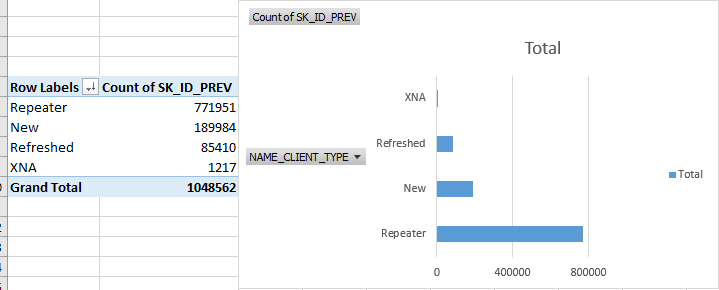 Row Labels Count of SK_ID_PREV
Repeater 771951
New 189984
Refreshed 85410
XNA 1217
Grand Total 1048562
Count of SK_ID_PREV
Total
NAME_CLIENT_TYPE
XNA
Refreshed
New
Repeater
0 400000 800000
Total